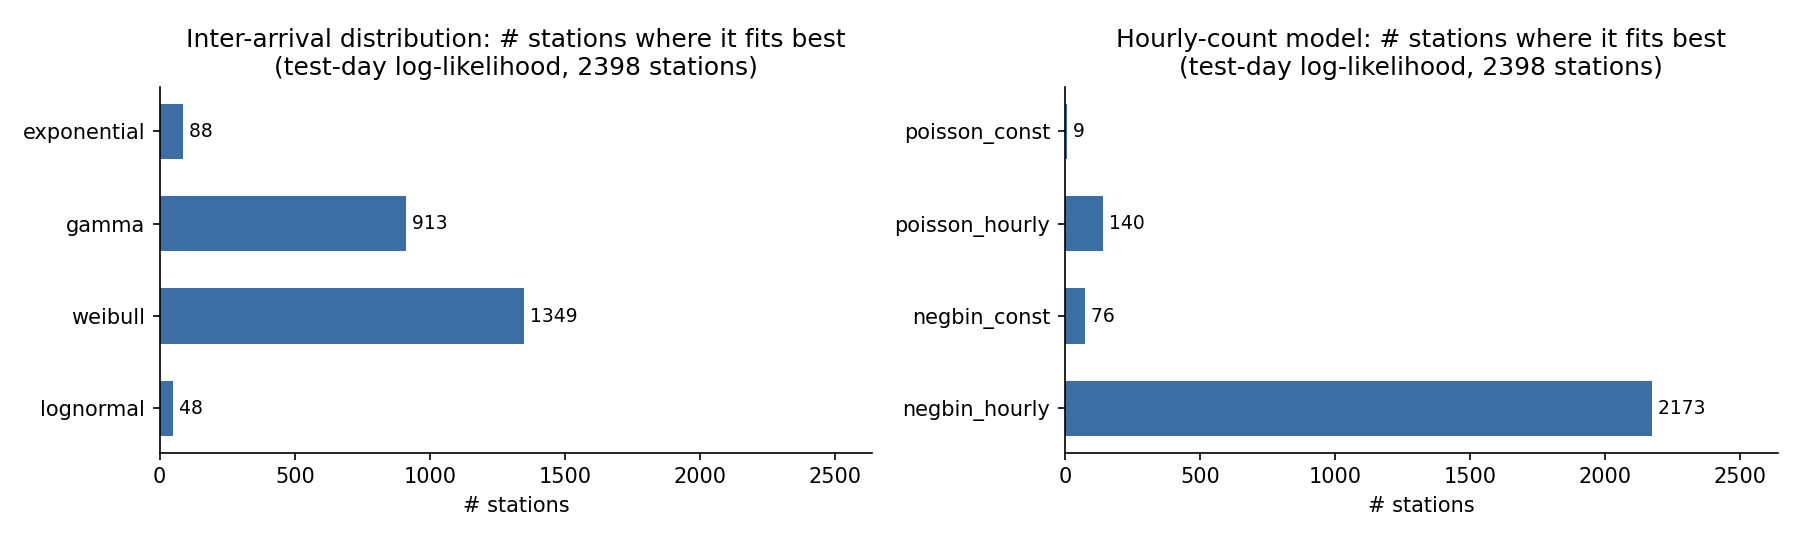 Inter-arrival distribution: # stations where it fits best
(test-day log-likelihood, 2398 stations)
exponential
88
gamma
913
weibull
1349
lognormal
48
0 500 1000 1500 2000 2500
# stations
Hourly-count model: # stations where it fits best
(test-day log-likelihood, 2398 stations)
poisson_const
9
poisson_hourly
140
negbin_const
76
negbin_hourly
2173
0 500 1000 1500 2000 2500
# stations